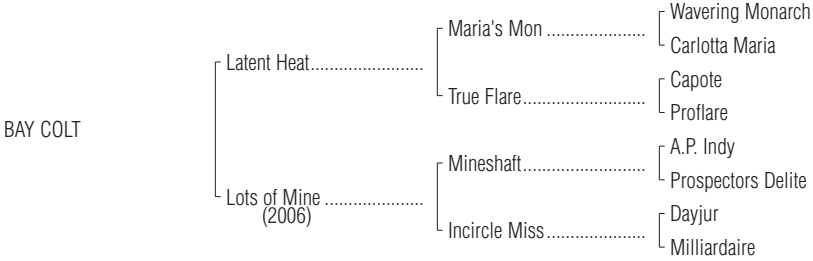 Wavering Monarch
Maria's Mon .....................
Carlotta Maria
Latent Heat.......................
Capote
True Flare.........................
Proflare
BAY COLT
A.P. Indy
Mineshaft.........................
Prospectors Delite
Lots of Mine ....................
(2006)
Dayjur
Incircle Miss....................
Milliardaire